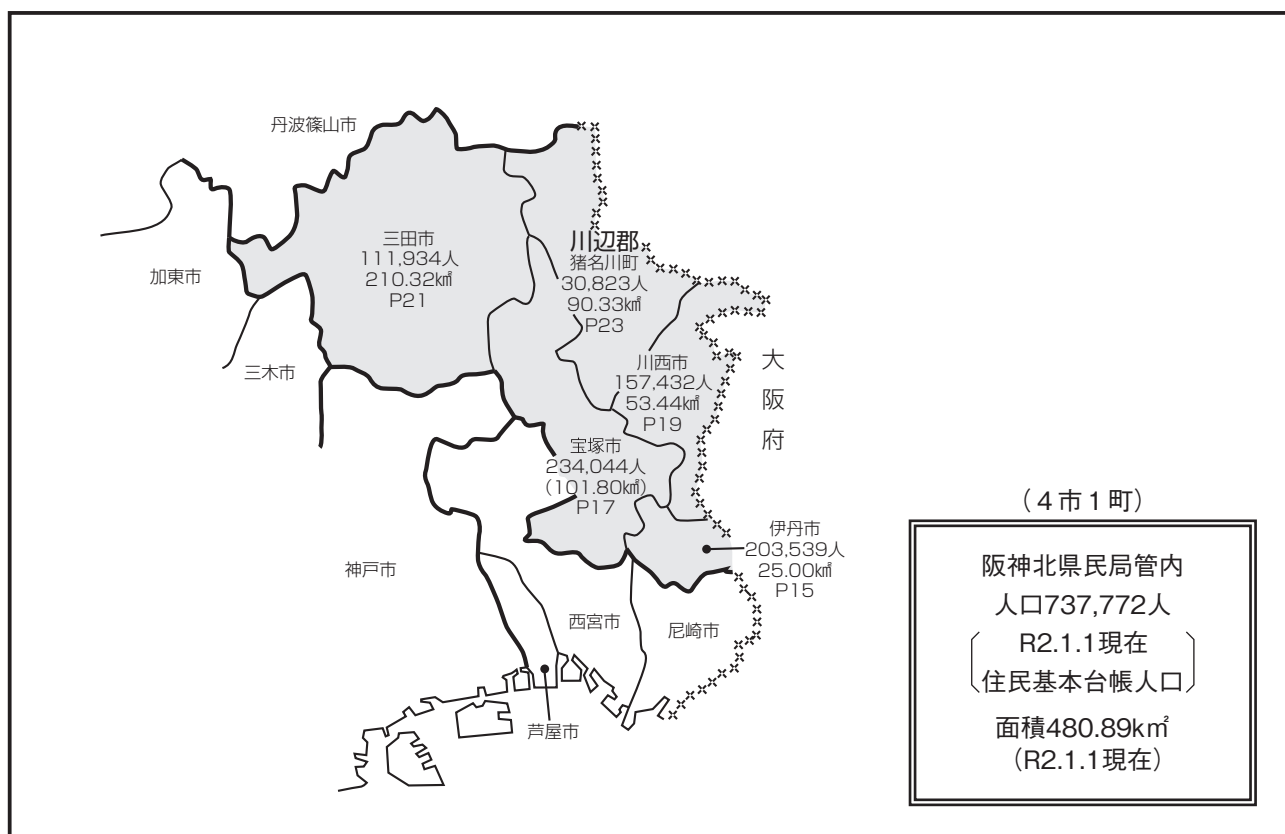 丹波篠山市
三田市
111,934人
210.32㎢
P21
加東市
三木市
川辺郡
猪名川町
30,823人
90.33㎢
P23
川西市
157,432人
53.44㎢
P19
大阪府
宝塚市
234,044人
(101.80㎢)
P17
伊丹市
203,539人
25.00㎢
P15
神戸市
西宮市
尼崎市
芦屋市
（4市1町）
阪神北県民局管内
人口737,772人
R2.1.1現在
住民基本台帳人口
面積480.89k㎡
（R2.1.1現在）